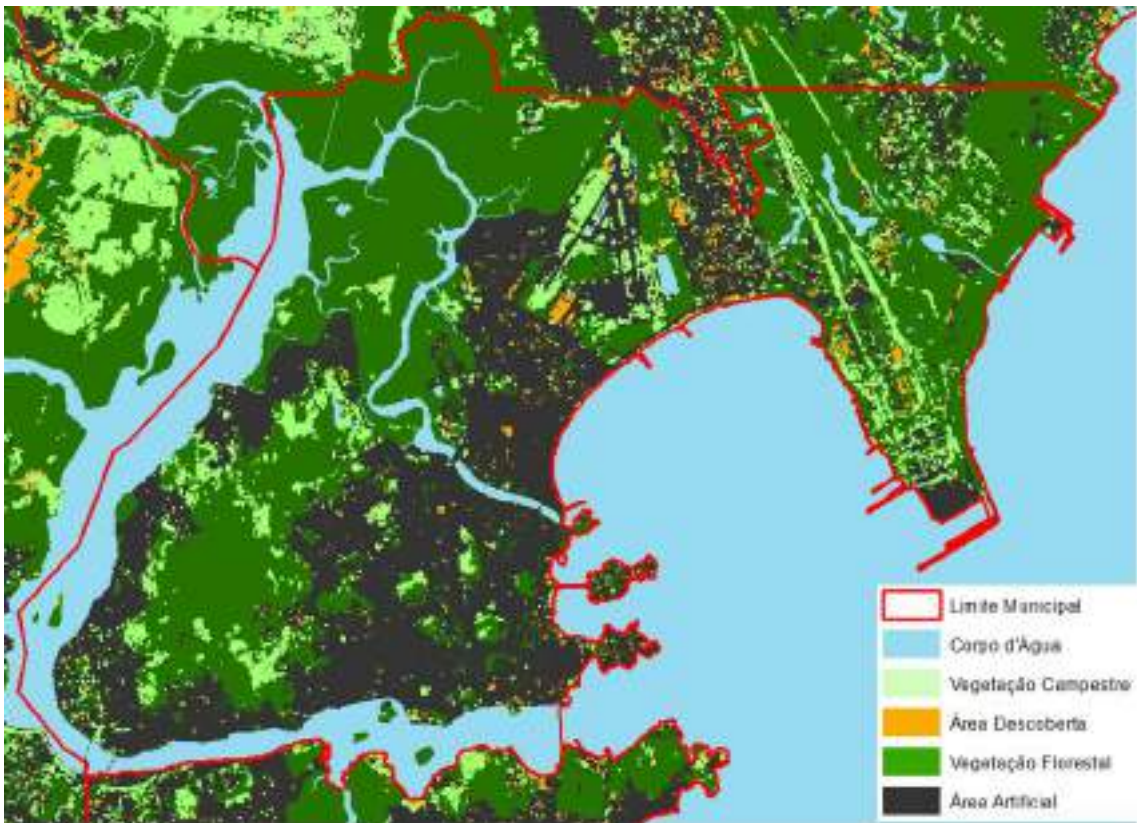 Limite Municipal
Corpo d'Água
Vegetação Campestre
Área Descoberta
Vegetação Florestal
Área Artificial